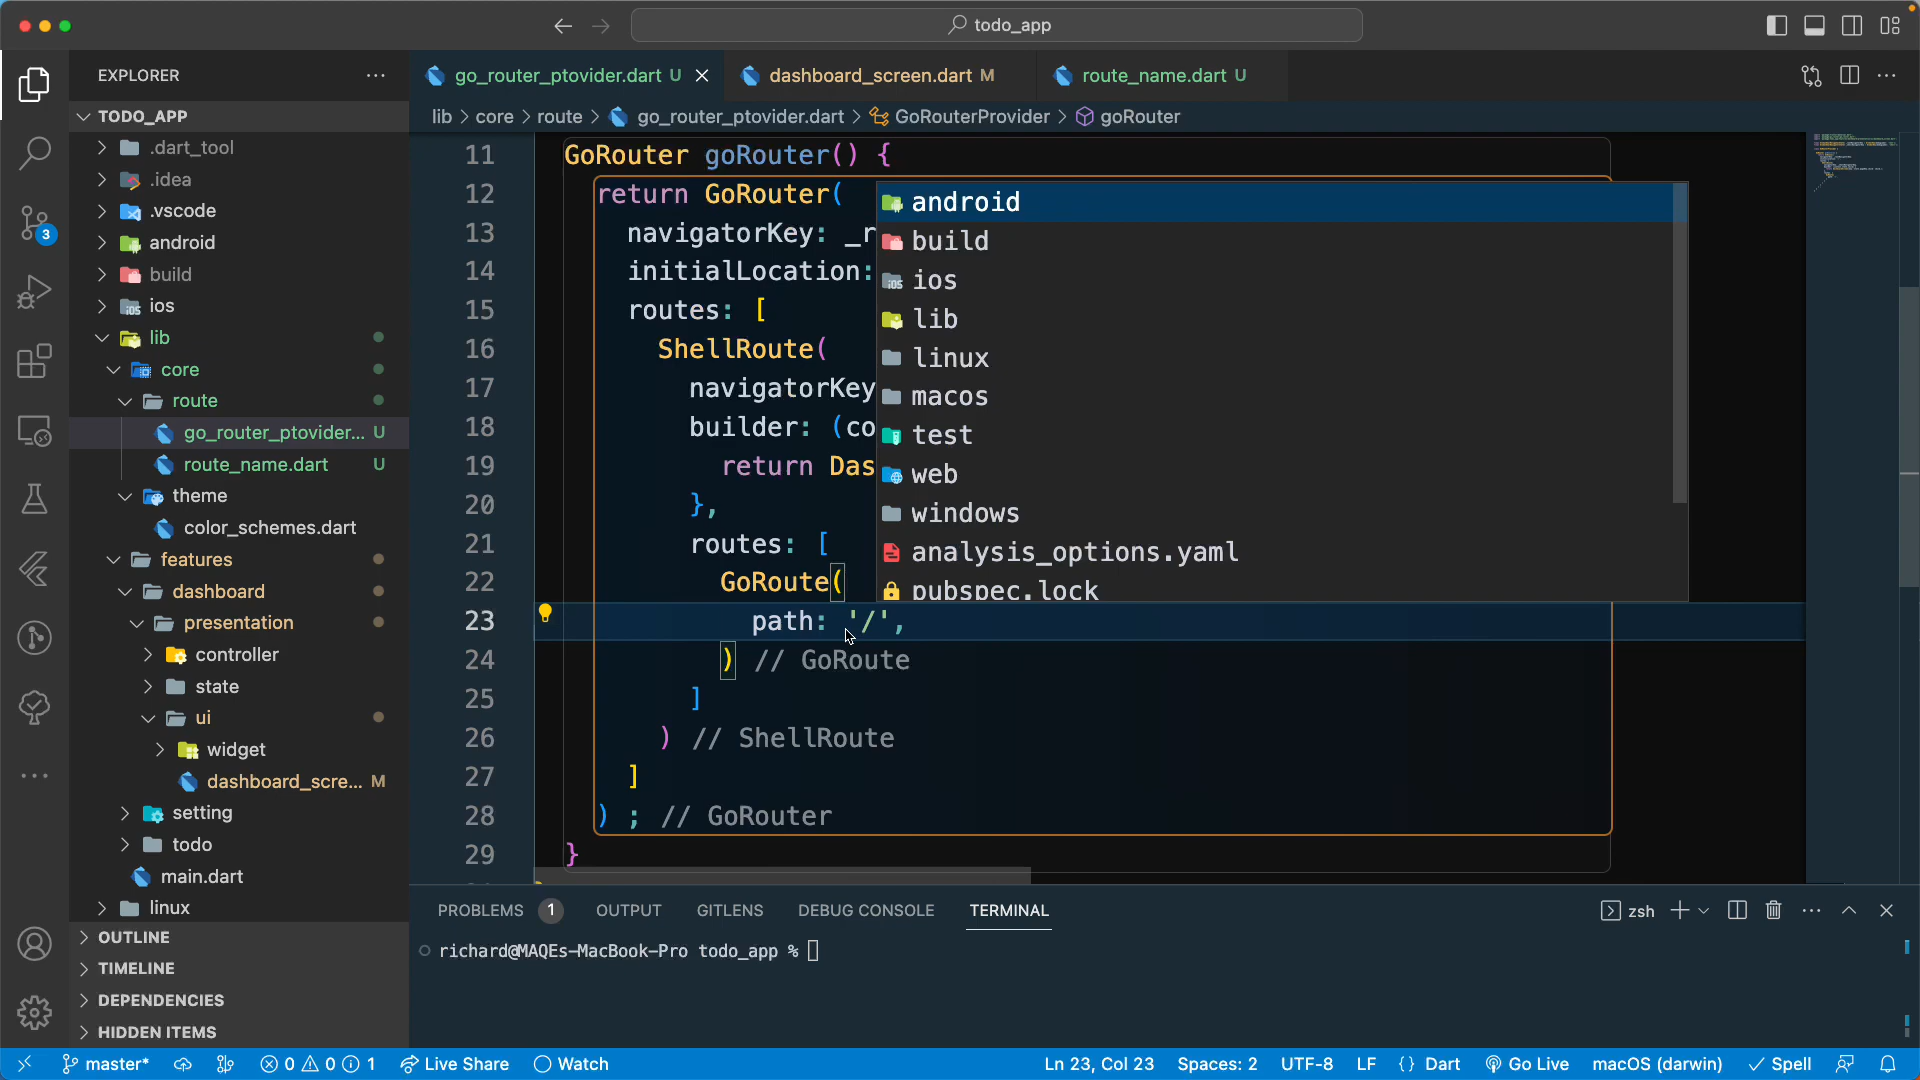 todo_app
EXPLORER
go_router_ptovider.dart U
dashboard_screen.dart M
route_name.dart U
TODO_APP
lib > core > route > go_router_ptovider.dart > GoRouterProvider > goRouter
.dart_tool
.idea
.vscode
android
build
ios
lib
core
route
go_router_ptovider... U
route_name.dart U
theme
color_schemes.dart
features
dashboard
presentation
controller
state
ui
widget
dashboard_scre... M
setting
todo
main.dart
linux
OUTLINE
TIMELINE
DEPENDENCIES
HIDDEN ITEMS
3
11 GoRouter goRouter() {
12 return GoRouter(
13 navigatorKey: _r
14 initialLocation:
15 routes: [
16 ShellRoute(
17 navigatorKey
18 builder: (co
19 return Das
20 },
21 routes: [
22 GoRoute(
23 path: '/',
24 ) // GoRoute
25 ]
26 ) // ShellRoute
27 ]
28 ) ; // GoRouter
29 }
android
build
ios
lib
linux
macos
test
web
windows
analysis_options.yaml
pubspec.lock
PROBLEMS 1 OUTPUT GITLENS DEBUG CONSOLE TERMINAL
zsh
richard@MAQEs-MacBook-Pro todo_app %
master* 0 0 1 Live Share Watch
Ln 23, Col 23 Spaces: 2 UTF-8 LF {} Dart Go Live macOS (darwin) Spell